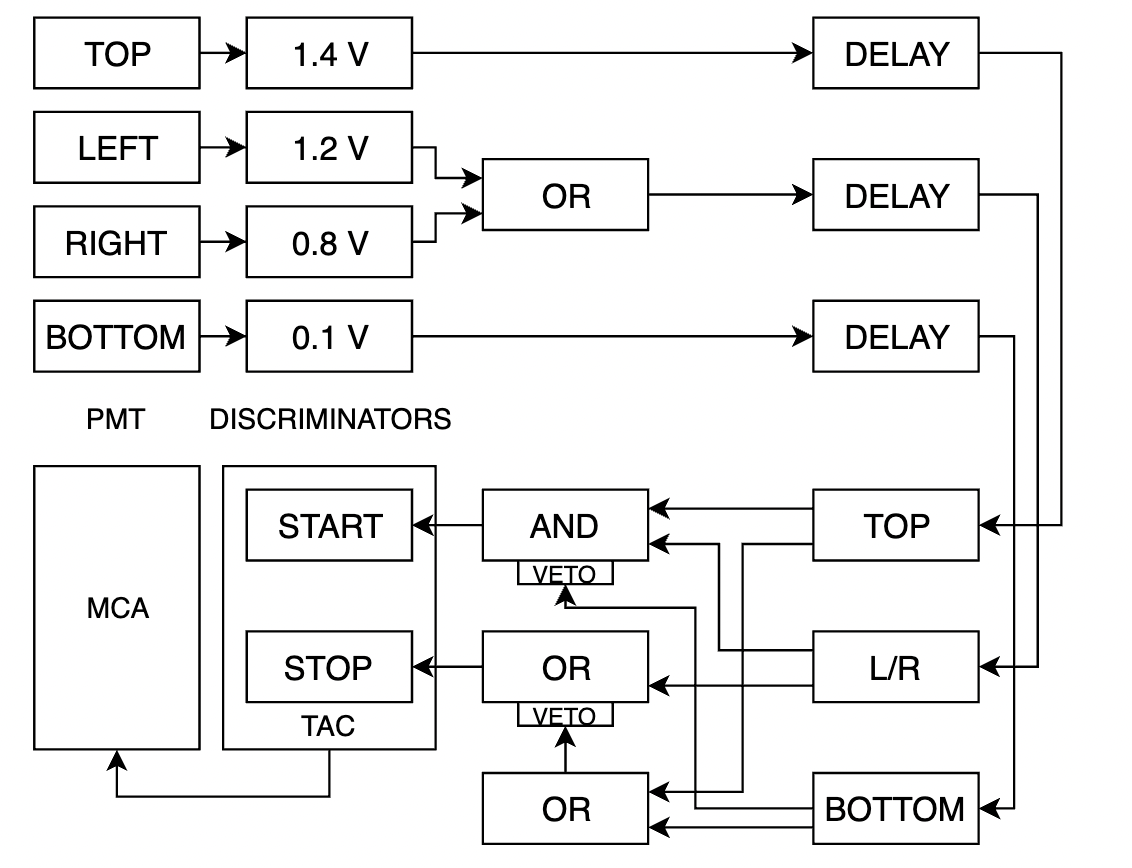 TOP
1.4 V
DELAY
LEFT
1.2 V
OR
DELAY
RIGHT
0.8 V
BOTTOM
0.1 V
DELAY
PMT
DISCRIMINATORS
MCA
START
AND
VETO
TOP
STOP
TAC
OR
VETO
L/R
OR
BOTTOM